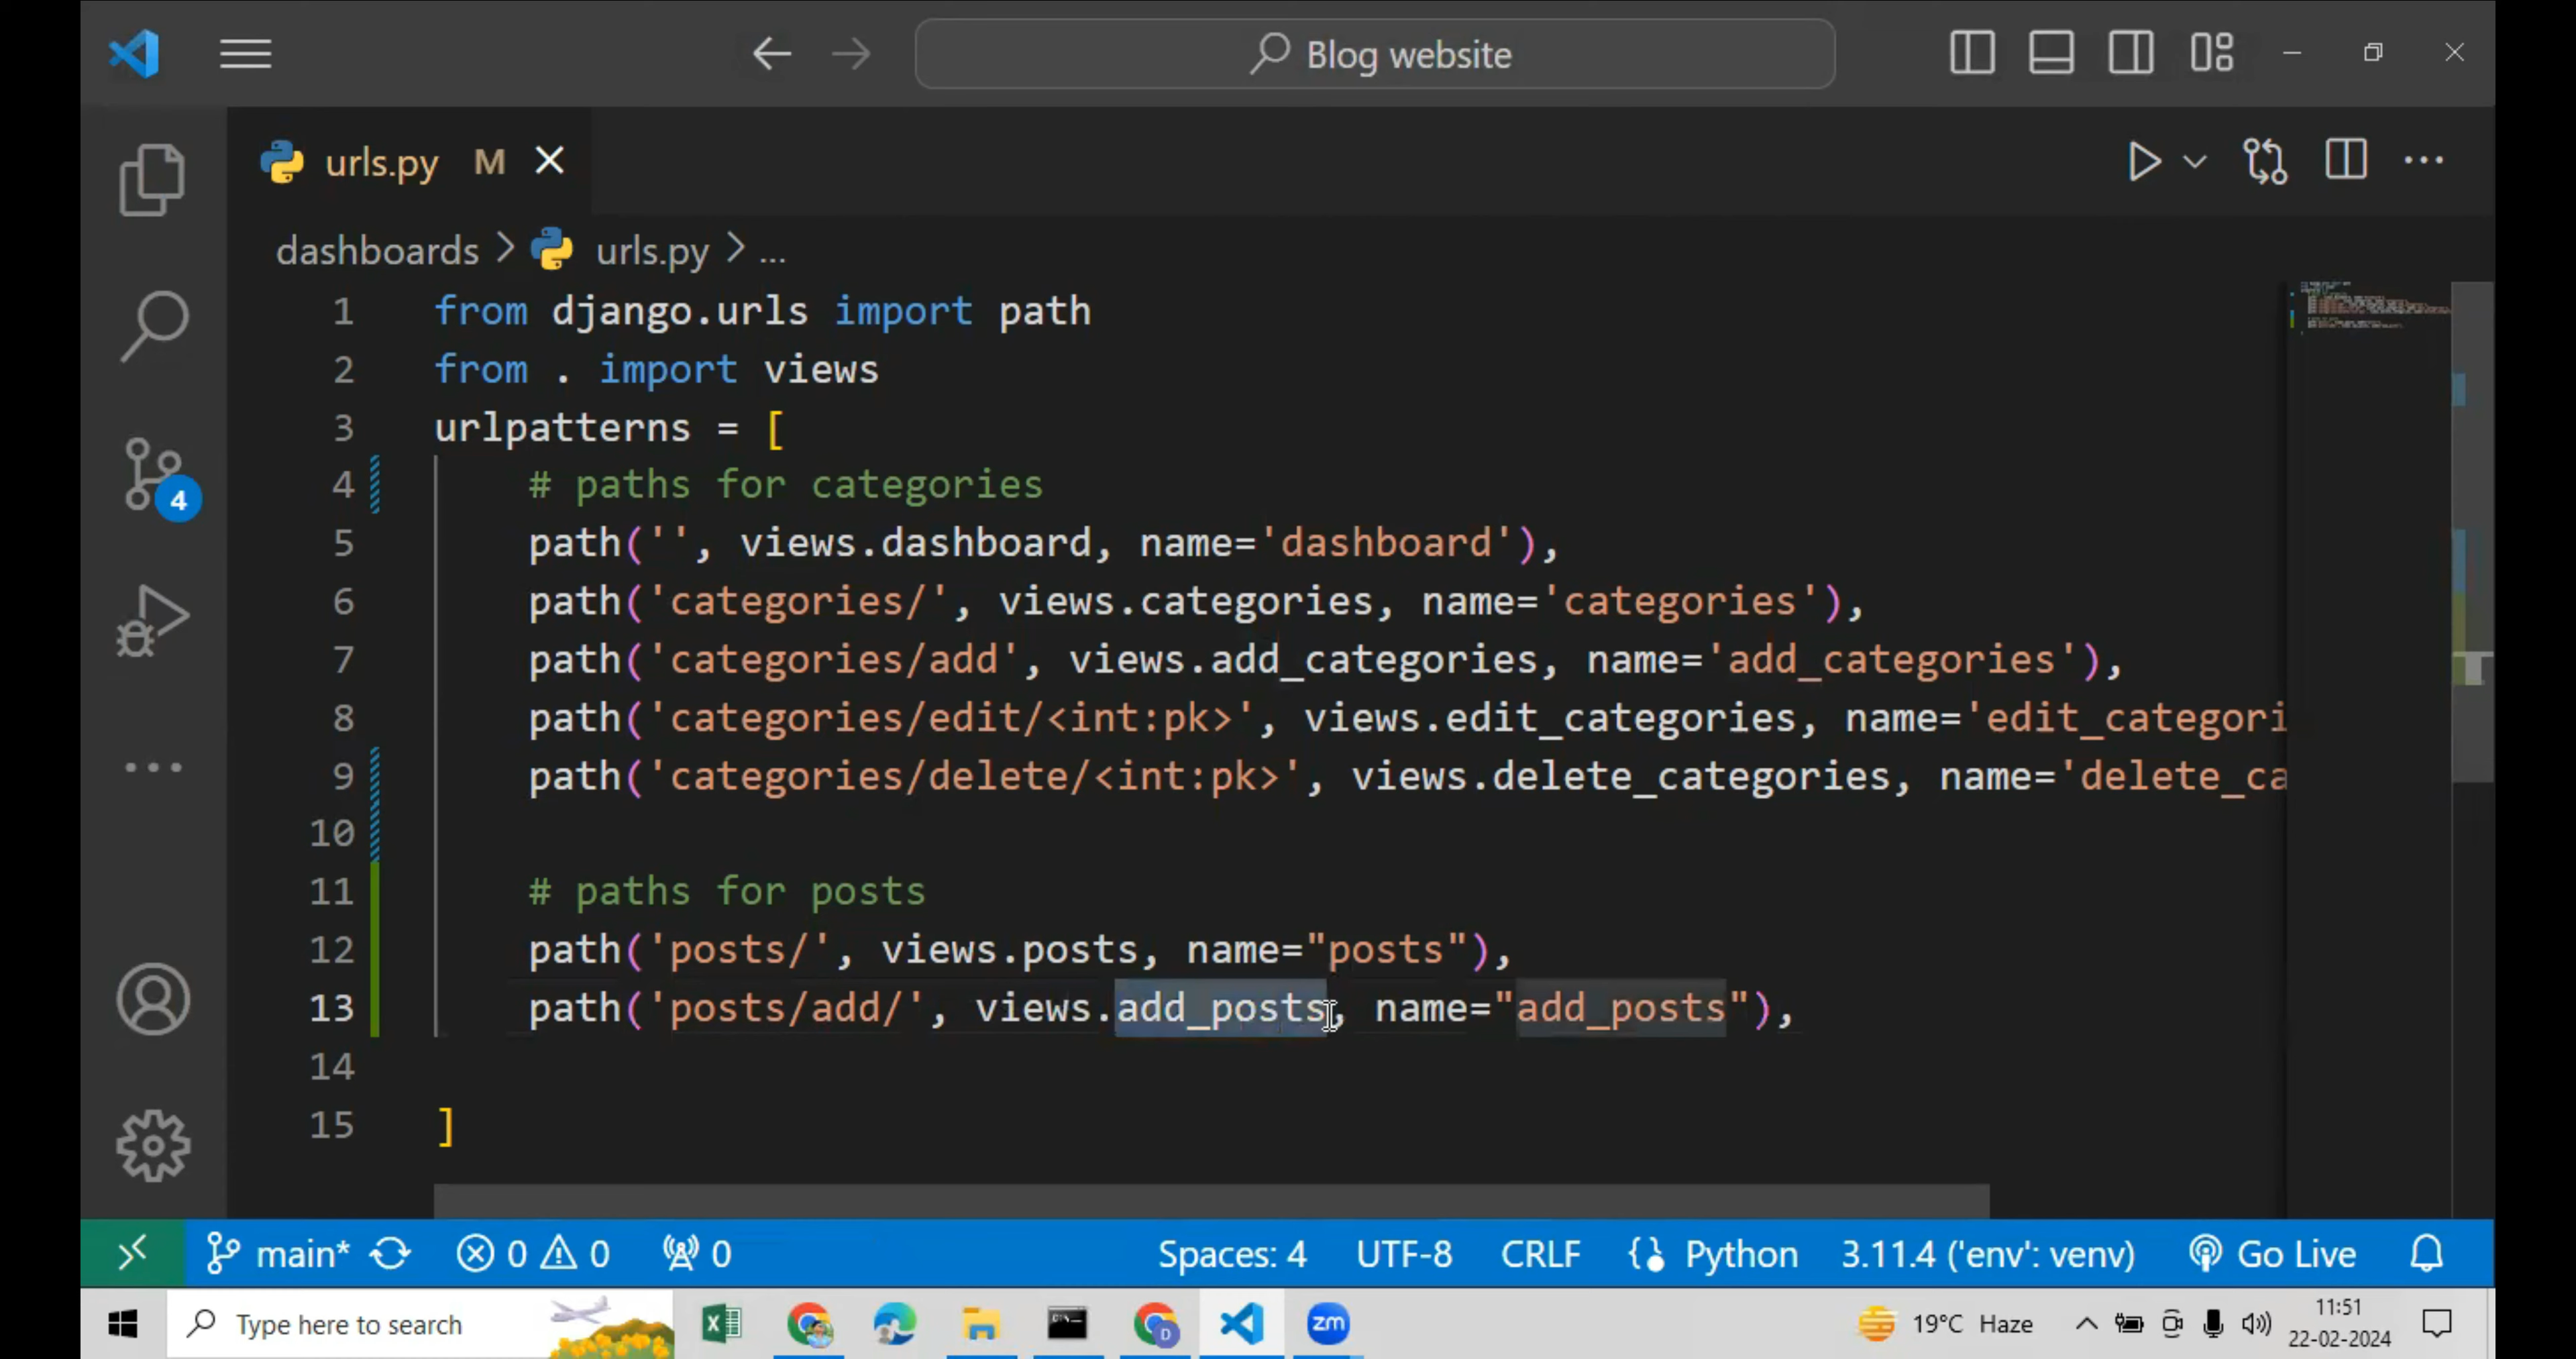 Blog website
urls.py M
dashboards > urls.py > ...
1 from django.urls import path
2 from . import views
3 urlpatterns = [
4 # paths for categories
5 path('', views.dashboard, name='dashboard'),
6 path('categories/', views.categories, name='categories'),
7 path('categories/add', views.add_categories, name='add_categories'),
8 path('categories/edit/<int:pk>', views.edit_categories, name='edit_categori
9 path('categories/delete/<int:pk>', views.delete_categories, name='delete_ca
10
11 # paths for posts
12 path('posts/', views.posts, name="posts"),
13 path('posts/add/', views.add_posts, name="add_posts"),
14
15 ]
4
main* 0 0 0 Spaces: 4 UTF-8 CRLF Python 3.11.4 ('env': venv) Go Live
Type here to search D zm 19°C Haze 11:51
22-02-2024